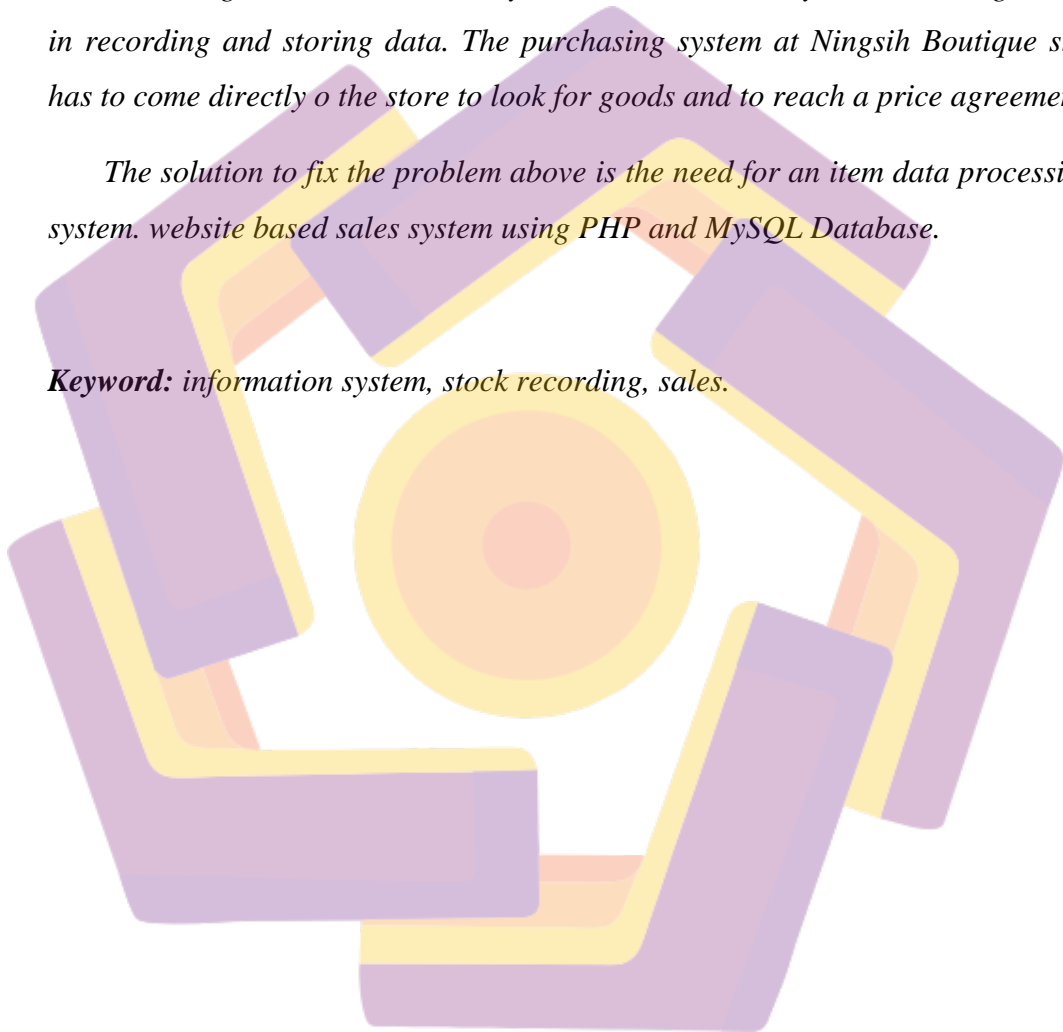 in recording and storing data. The purchasing system at Ningsih Boutique s
has to come directly o the store to look for goods and to reach a price agreemen
The solution to fix the problem above is the need for an item data processi
system. website based sales system using PHP and MySQL Database.
Keyword: information system, stock recording, sales.